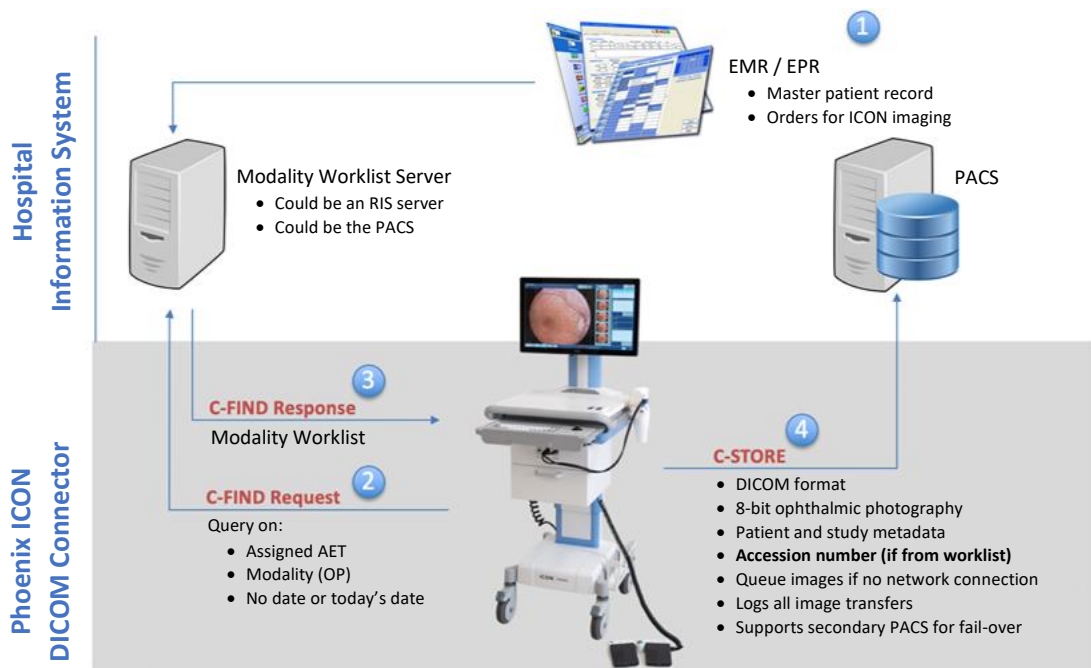 Hospital
Information System
1
EMR / EPR
• Master patient record
• Orders for ICON imaging
Modality Worklist Server
• Could be an RIS server
• Could be the PACS
PACS
Phoenix ICON
DICOM Connector
3
C-FIND Response
Modality Worklist
2
C-FIND Request
Query on:
• Assigned AET
• Modality (OP)
• No date or today’s date
ICON
4
C-STORE
• DICOM format
• 8-bit ophthalmic photography
• Patient and study metadata
• Accession number (if from worklist)
• Queue images if no network connection
• Logs all image transfers
• Supports secondary PACS for fail-over